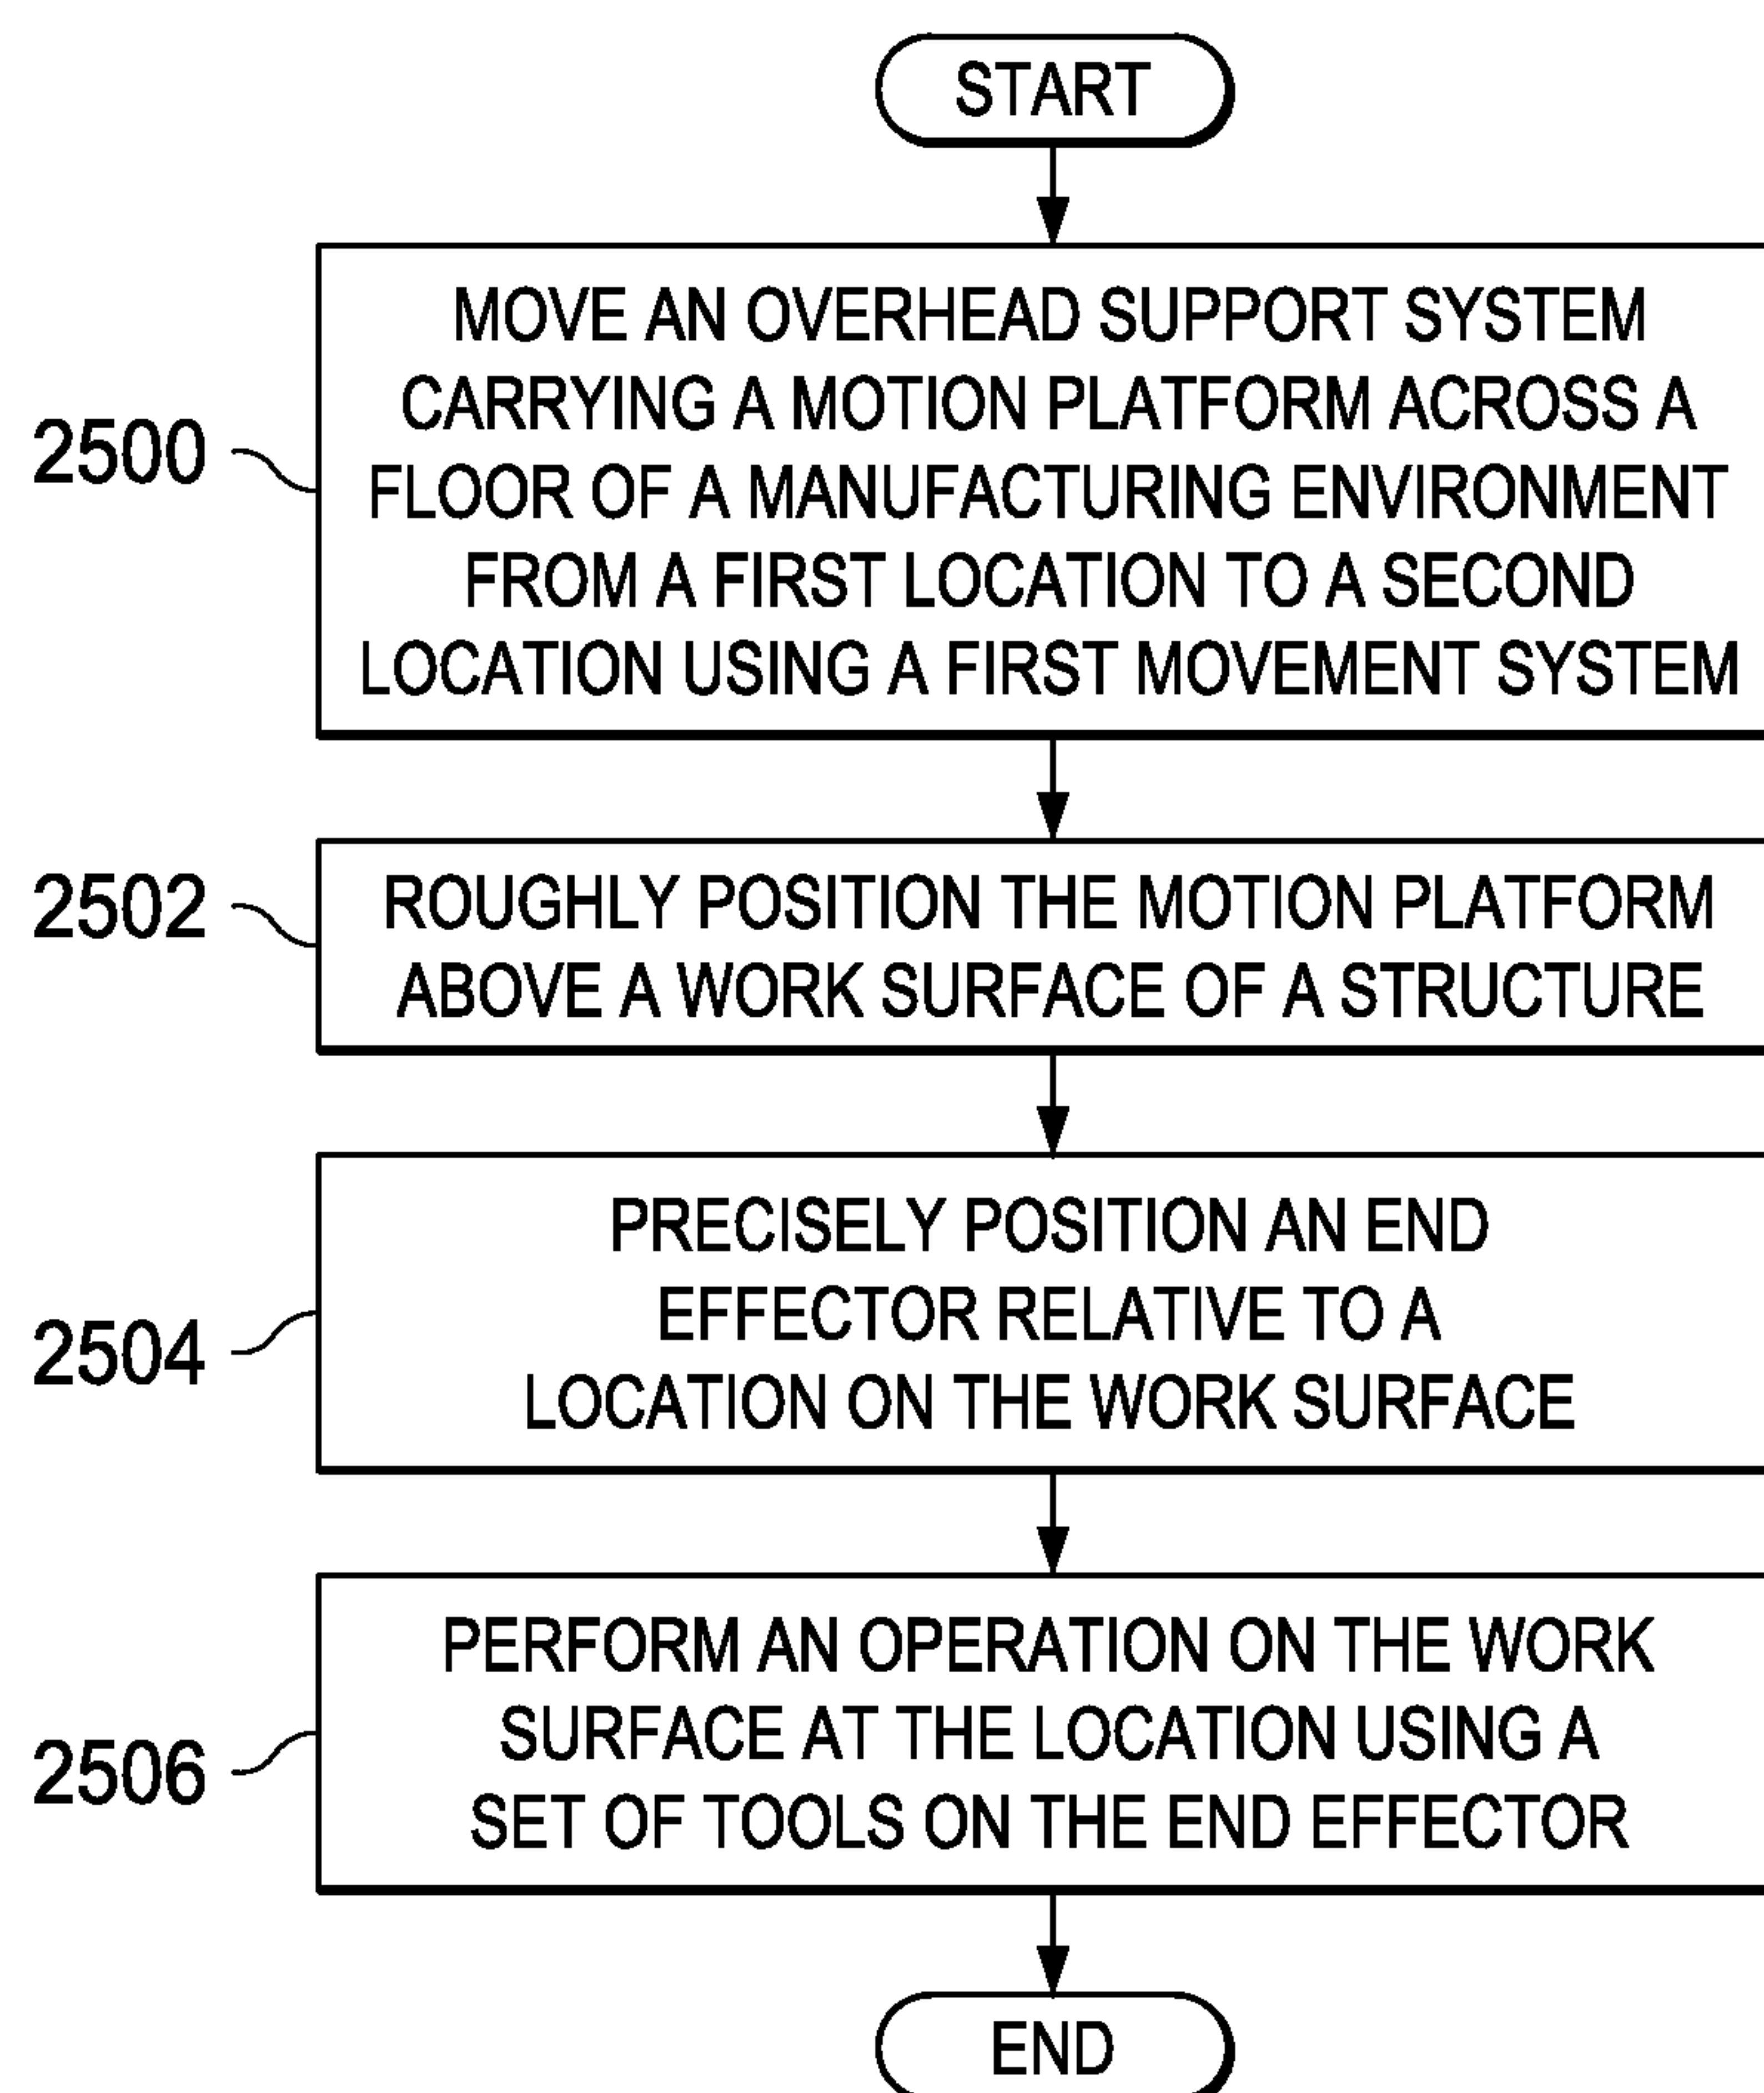 START
MOVE AN OVERHEAD SUPPORT SYSTEM
CARRYING A MOTION PLATFORM ACROSS A
2500
FLOOR OF A MANUFACTURING ENVIRONMENT
FROM A FIRST LOCATION TO A SECOND
LOCATION USING A FIRST MOVEMENT SYSTEM
2502
ROUGHLY POSITION THE MOTION PLATFORM
ABOVE A WORK SURFACE OF A STRUCTURE
PRECISELY POSITION AN END
EFFECTOR RELATIVE TO A
2504
LOCATION ON THE WORK SURFACE
PERFORM AN OPERATION ON THE WORK
SURFACE AT THE LOCATION USING A
2506
SET OF TOOLS ON THE END EFFECTOR
END